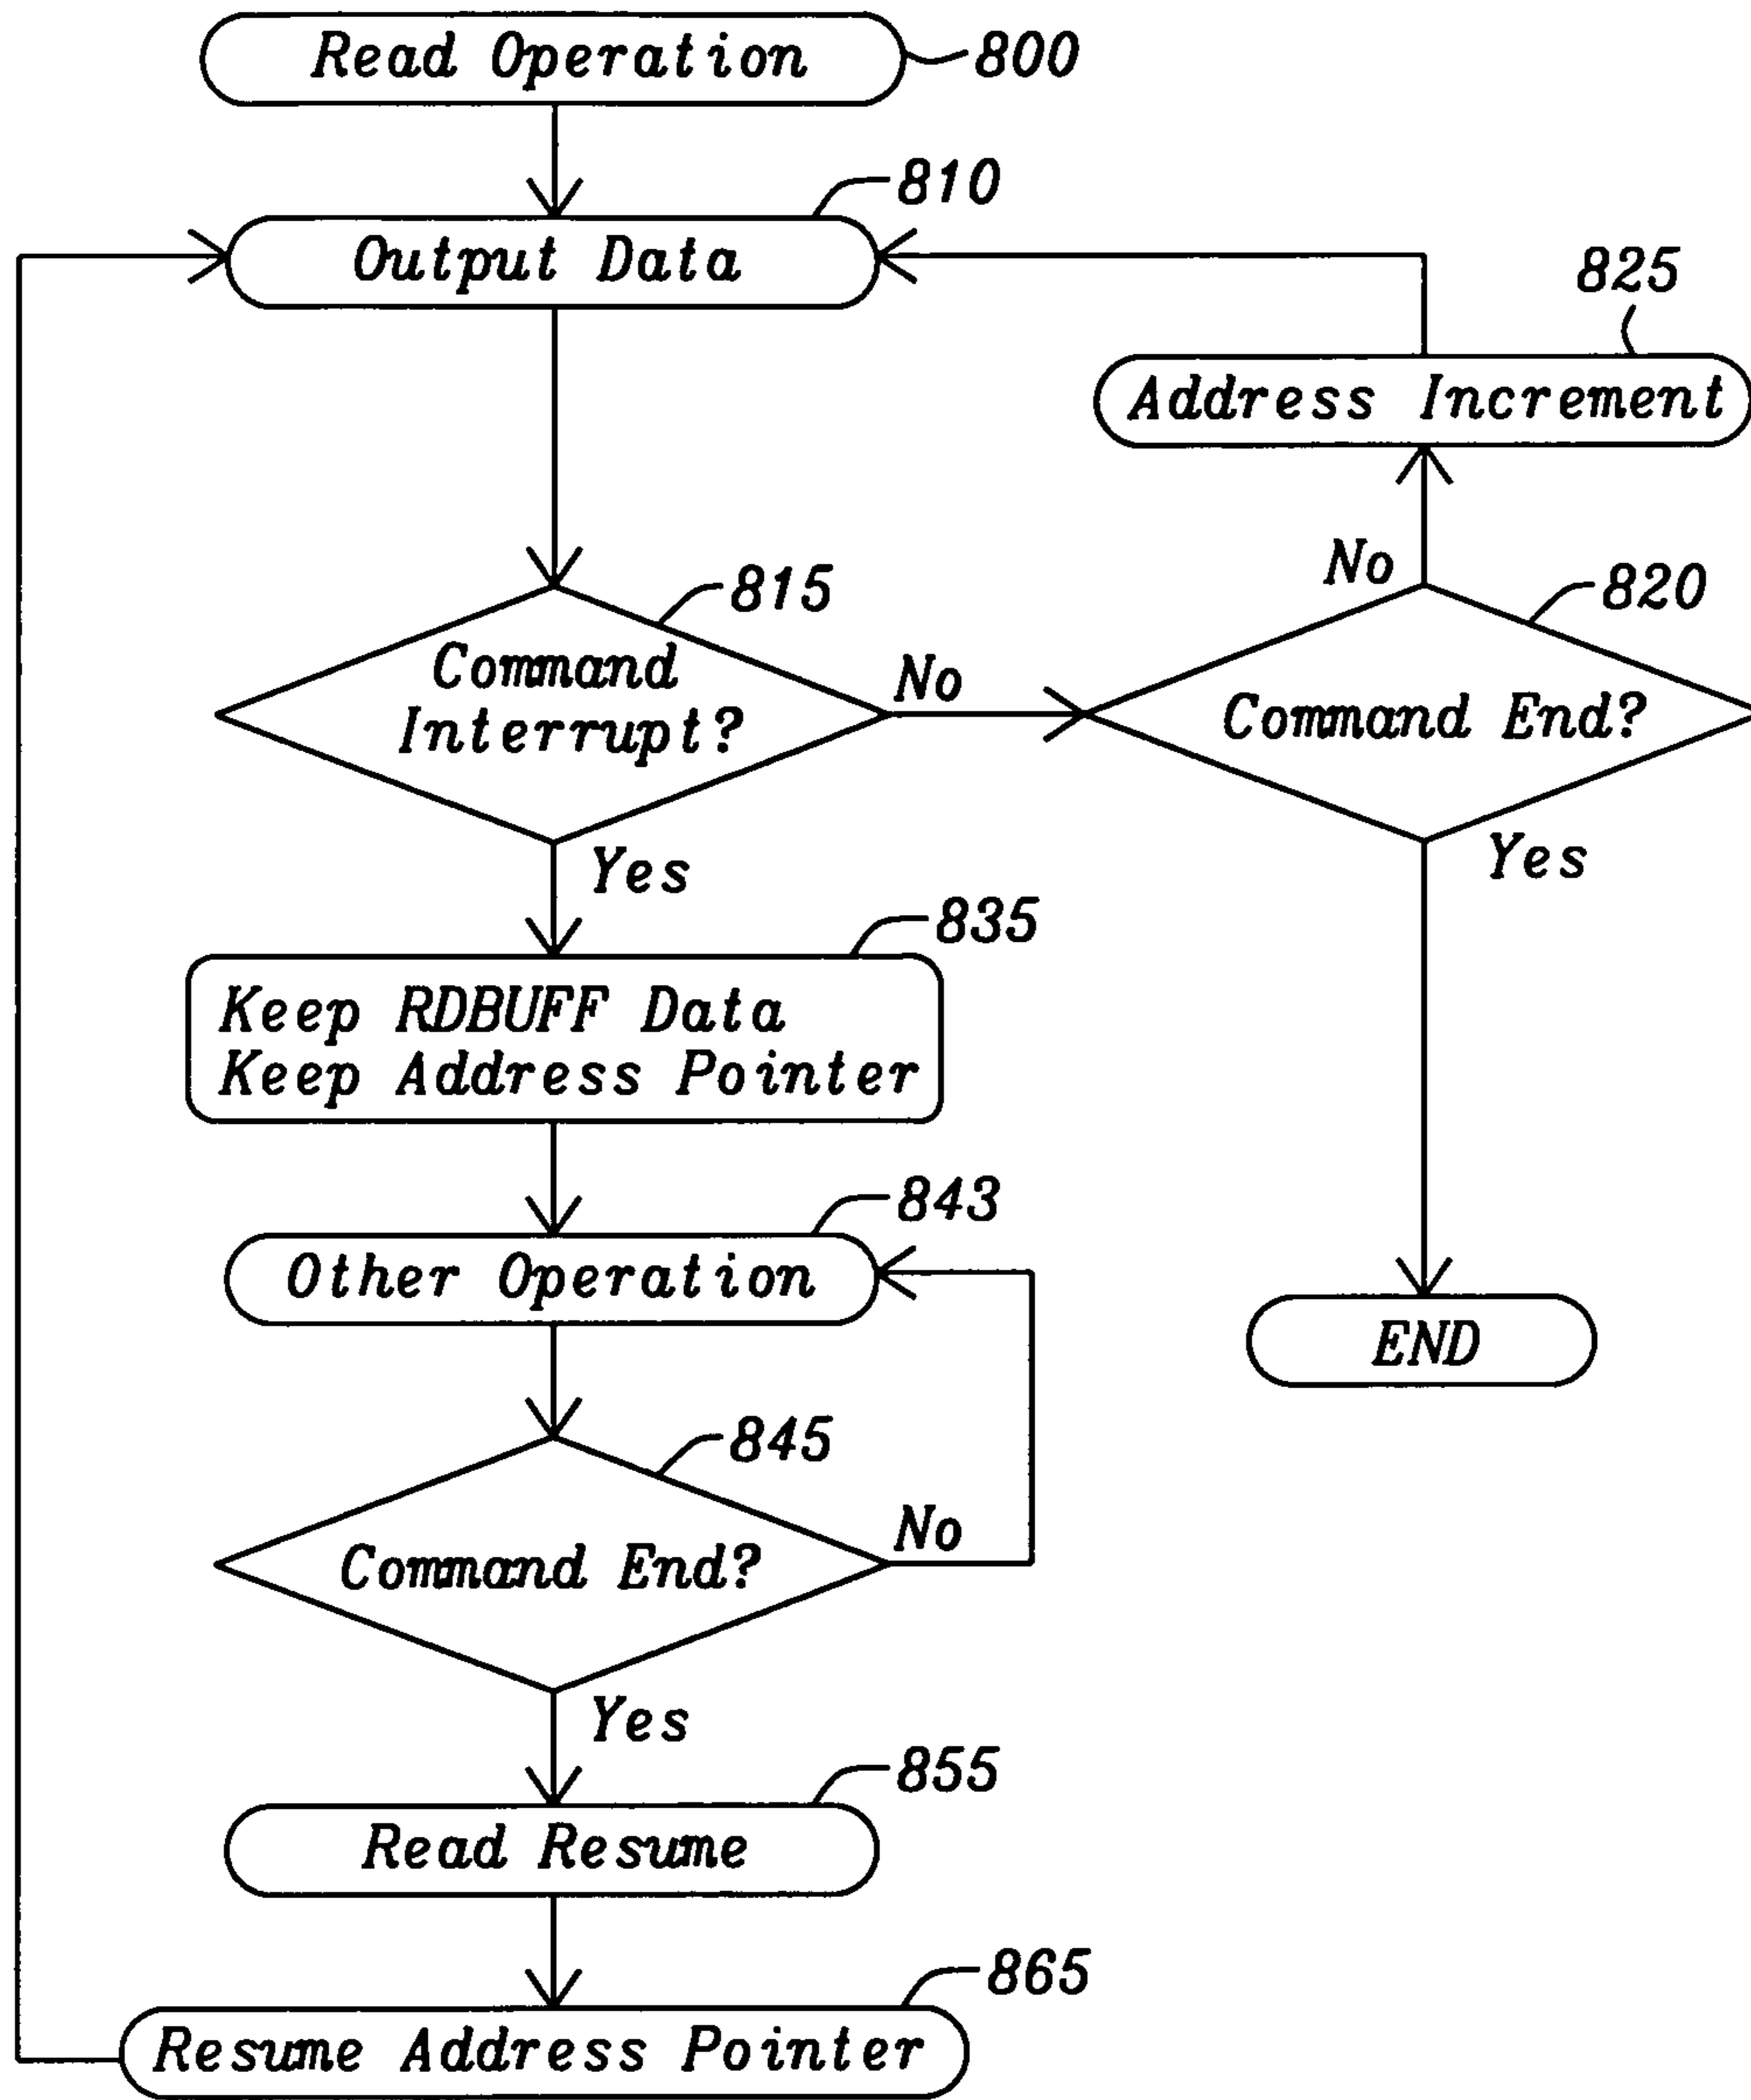 Read Operation
800
810
Output Data
825
Address Increment
No
815
820
Command
Interrupt?
No
Command End?
Yes
Yes
835
Keep RDBUFF Data
Keep Address Pointer
843
Other Operation
END
845
No
Command End?
Yes
855
Read Resume
865
Resume Address Pointer